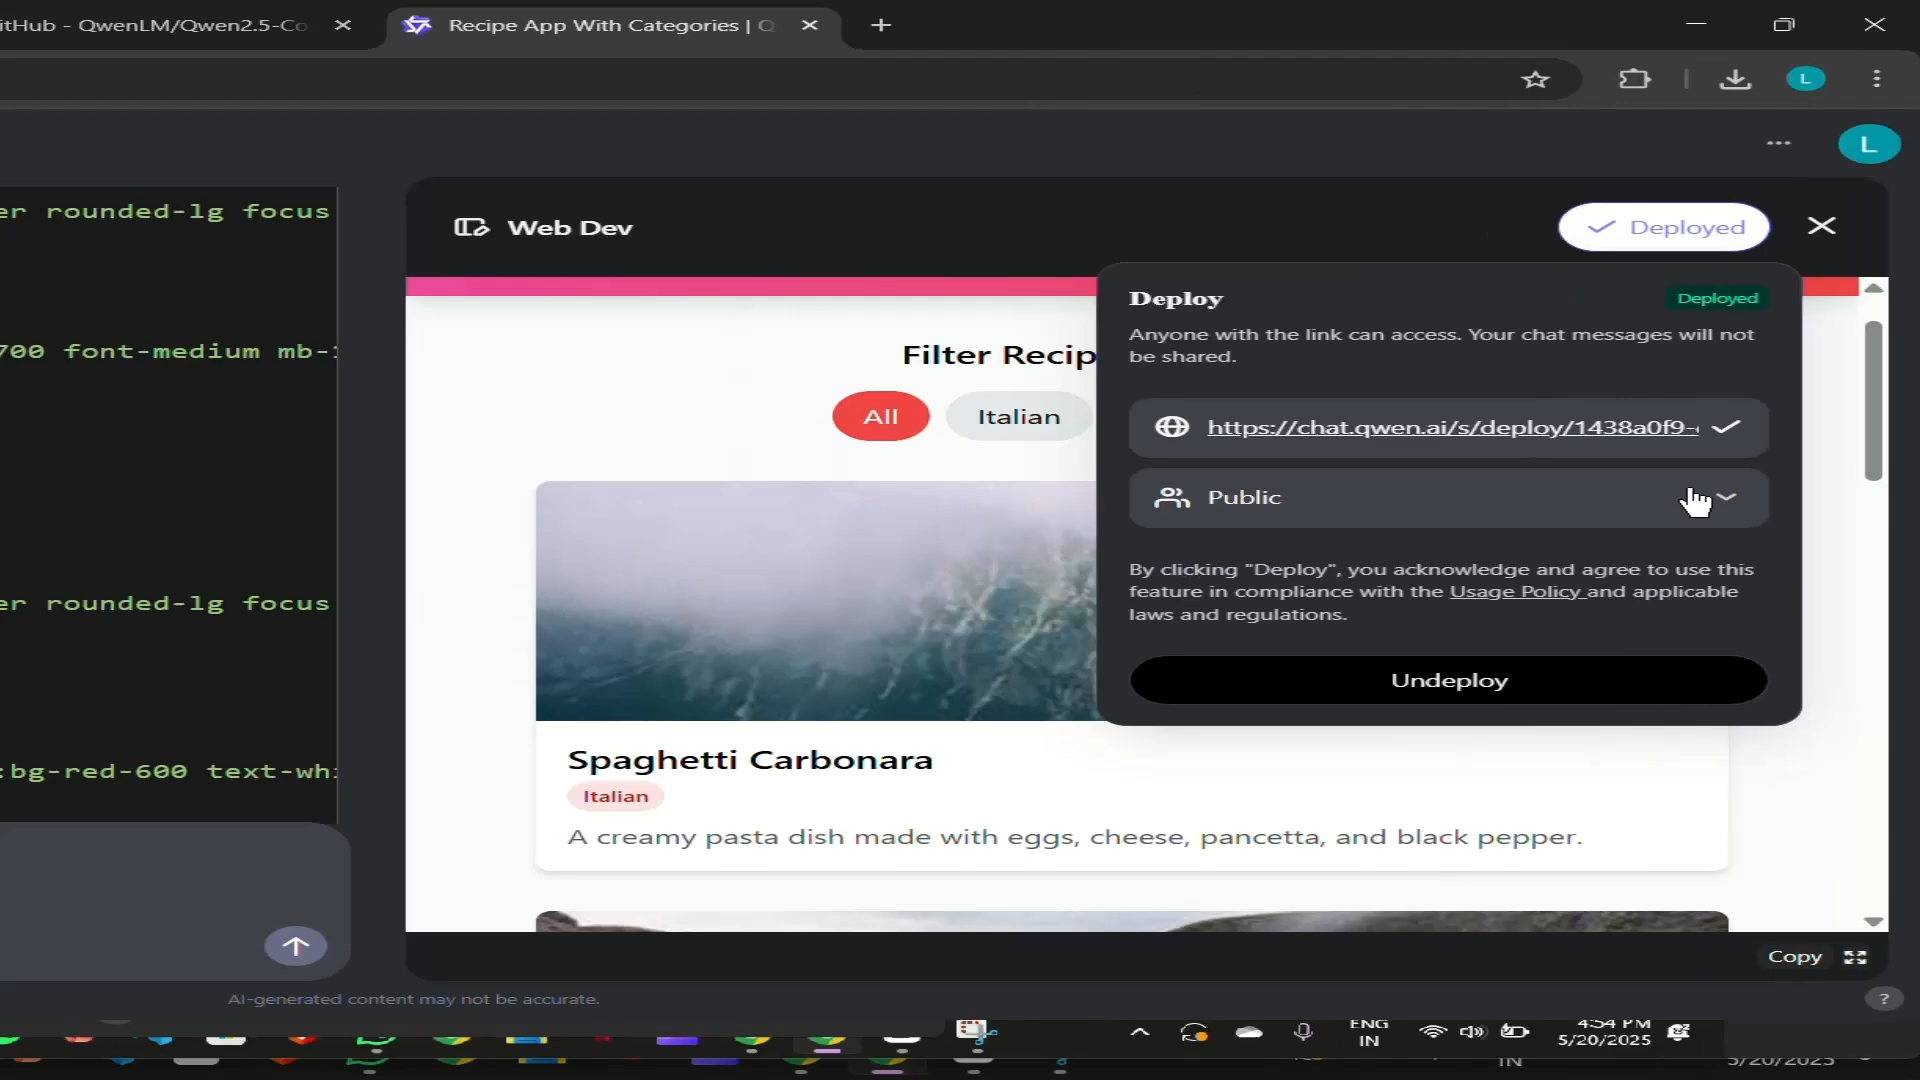 itHub - QwenLM/Qwen2.5-Co
Recipe App With Categories | Q
L
L
er rounded-lg focus
700 font-medium mb-
er rounded-lg focus
:bg-red-600 text-whi
Web Dev
Deployed
Deploy
Deployed
Anyone with the link can access. Your chat messages will not
be shared.
https://chat.qwen.ai/s/deploy/1438a0f9-
Public
By clicking "Deploy", you acknowledge and agree to use this
feature in compliance with the Usage Policy and applicable
laws and regulations.
Undeploy
Filter Recip
All
Italian
Spaghetti Carbonara
Italian
A creamy pasta dish made with eggs, cheese, pancetta, and black pepper.
Copy
AI-generated content may not be accurate.
?
ENG
IN
4:54 PM
5/20/2025
IN
5/20/2025